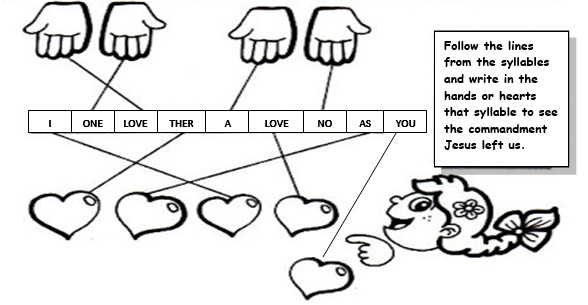 Follow the lines
from the syllables
and write in the
hands or hearts
that syllable to see
the commandment
Jesus left us.
I ONE LOVE THER A LOVE NO AS YOU